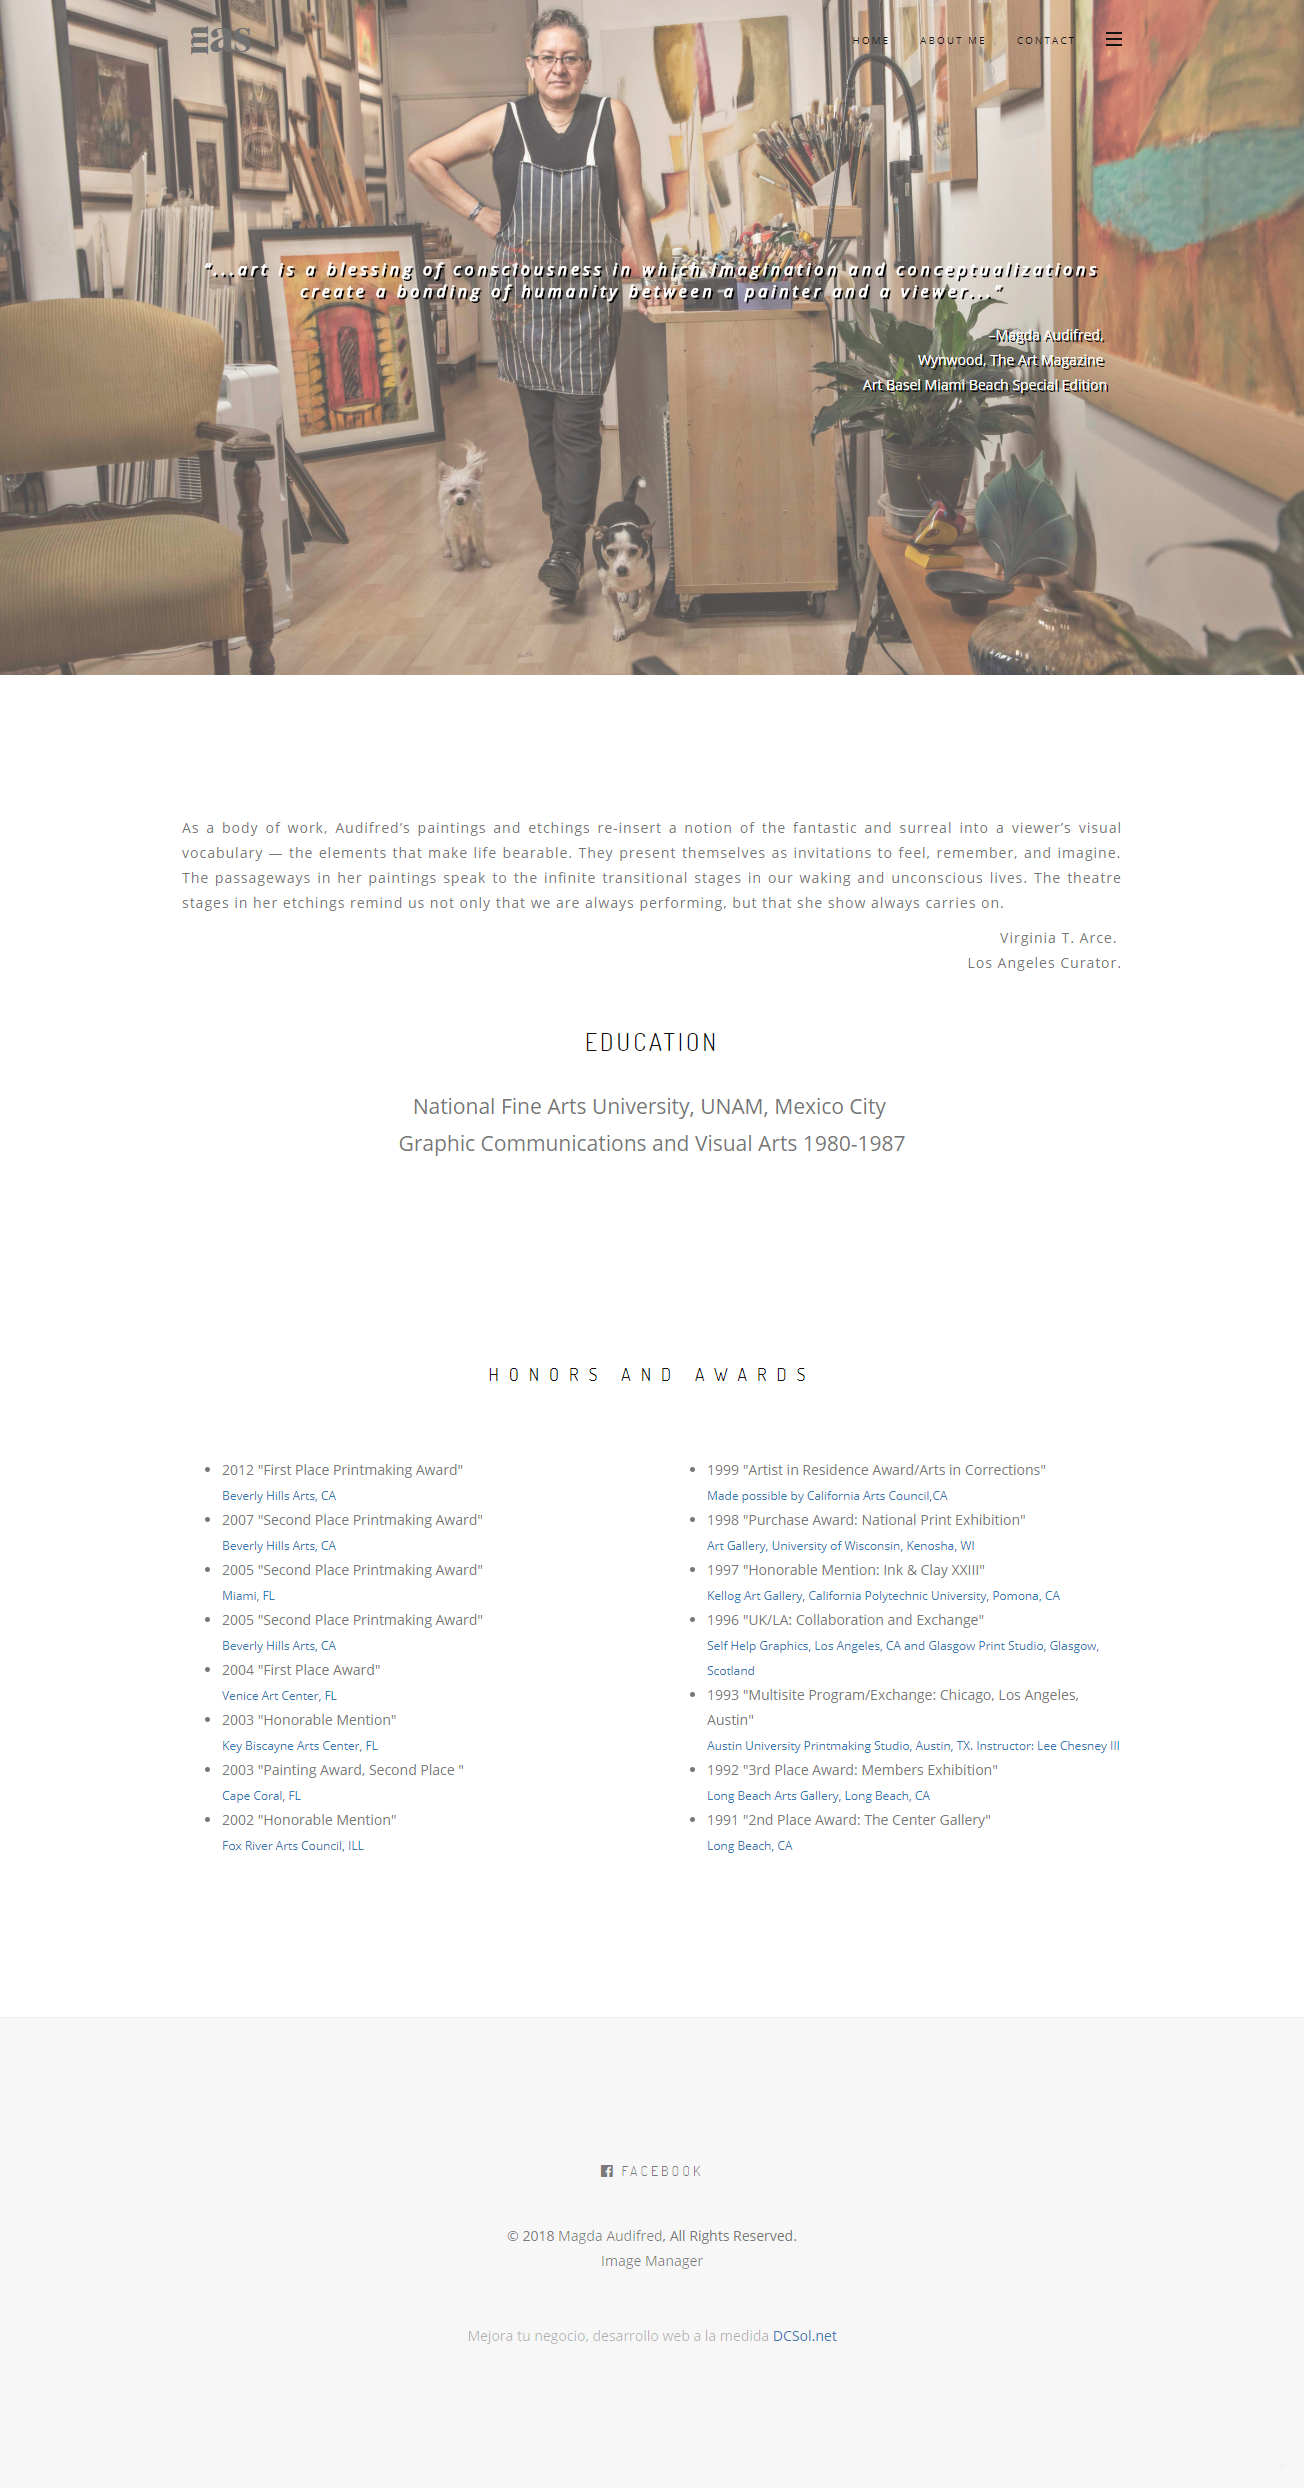 mas
HOME ABOUT ME CONTACT
"...art is a blessing of consciousness in which imagination and conceptualizations
create a bonding of humanity between a painter and a viewer..."
–Magda Audifred,
Wynwood, The Art Magazine
Art Basel Miami Beach Special Edition
As a body of work, Audifred’s paintings and etchings re-insert a notion of the fantastic and surreal into a viewer’s visual
vocabulary — the elements that make life bearable. They present themselves as invitations to feel, remember, and imagine.
The passageways in her paintings speak to the infinite transitional stages in our waking and unconscious lives. The theatre
stages in her etchings remind us not only that we are always performing, but that she show always carries on.
Virginia T. Arce.
Los Angeles Curator.
EDUCATION
National Fine Arts University, UNAM, Mexico City
Graphic Communications and Visual Arts 1980-1987
HONORS AND AWARDS
2012 "First Place Printmaking Award"
Beverly Hills Arts, CA
2007 "Second Place Printmaking Award"
Beverly Hills Arts, CA
2005 "Second Place Printmaking Award"
Miami, FL
2005 "Second Place Printmaking Award"
Beverly Hills Arts, CA
2004 "First Place Award"
Venice Art Center, FL
2003 "Honorable Mention"
Key Biscayne Arts Center, FL
2003 "Painting Award, Second Place "
Cape Coral, FL
2002 "Honorable Mention"
Fox River Arts Council, ILL
1999 "Artist in Residence Award/Arts in Corrections"
Made possible by California Arts Council,CA
1998 "Purchase Award: National Print Exhibition"
Art Gallery, University of Wisconsin, Kenosha, WI
1997 "Honorable Mention: Ink & Clay XXIII"
Kellog Art Gallery, California Polytechnic University, Pomona, CA
1996 "UK/LA: Collaboration and Exchange"
Self Help Graphics, Los Angeles, CA and Glasgow Print Studio, Glasgow,
Scotland
1993 "Multisite Program/Exchange: Chicago, Los Angeles,
Austin"
Austin University Printmaking Studio, Austin, TX. Instructor: Lee Chesney III
1992 "3rd Place Award: Members Exhibition"
Long Beach Arts Gallery, Long Beach, CA
1991 "2nd Place Award: The Center Gallery"
Long Beach, CA
FACEBOOK
© 2018 Magda Audifred, All Rights Reserved.
Image Manager
Mejora tu negocio, desarrollo web a la medida DCSol.net